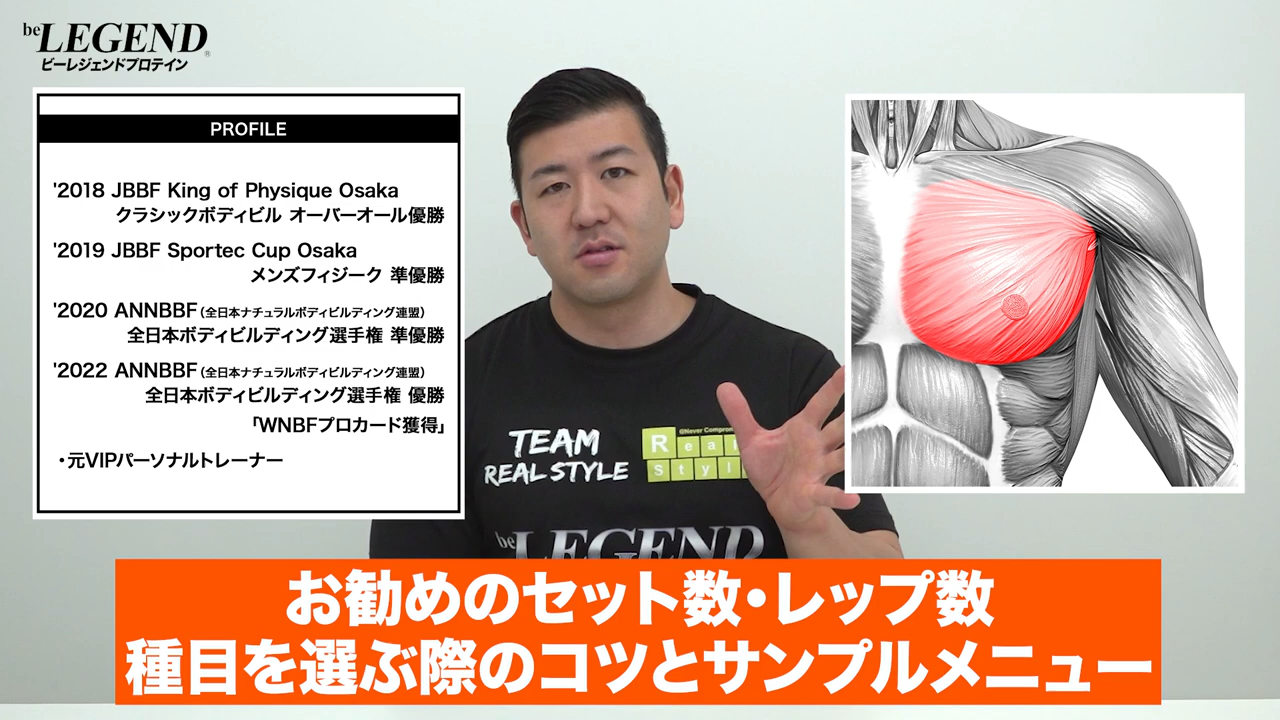 be LEGEND®
ビーレジェンドプロテイン
PROFILE
'2018 JBBF King of Physique Osaka
クラシックボディビル オーバーオール優勝
'2019 JBBF Sportec Cup Osaka
メンズフィジーク 準優勝
'2020 ANNBBF（全日本ナチュラルボディビルディング連盟）
全日本ボディビルディング選手権 準優勝
'2022 ANNBBF（全日本ナチュラルボディビルディング連盟）
全日本ボディビルディング選手権 優勝
「WNBFプロカード獲得」
・元VIPパーソナルトレーナー
TEAM
REAL STYLE
@Never Comprom
Real
Styl
be LEGEND
お勧めのセット数・レップ数
種目を選ぶ際のコツとサンプルメニュー